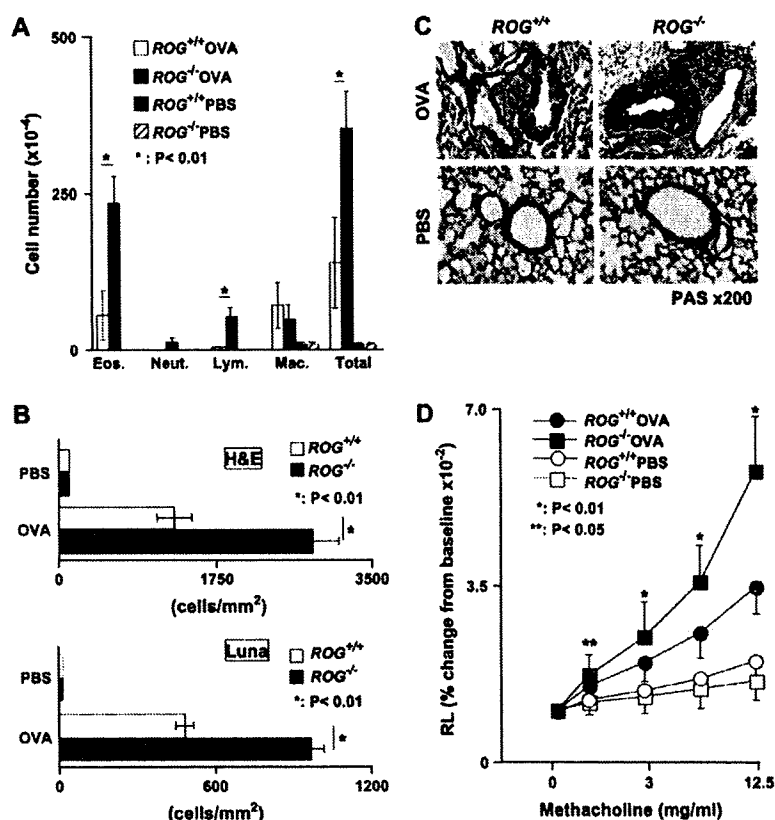 A
500
250
0
Cell number (x10⁻⁴)
ROG+/+OVA
ROG-/-OVA
ROG+/+PBS
ROG-/-PBS
* : P< 0.01
*
*
*
Eos. Neut. Lym. Mac. Total
B
PBS
OVA
H&E
ROG+/+
ROG-/-
*: P< 0.01
*
0 1750 3500
(cells/mm²)
PBS
OVA
Luna
ROG+/+
ROG-/-
*: P< 0.01
*
0 600 1200
(cells/mm²)
C
ROG+/+ ROG-/-
OVA
PBS
PAS x200
D
7.0
3.5
0
RL (% change from baseline x10⁻²)
ROG+/+OVA
ROG-/-OVA
ROG+/+PBS
ROG-/-PBS
*: P< 0.01
**: P< 0.05
**
*
*
*
0 3 12.5
Methacholine (mg/ml)